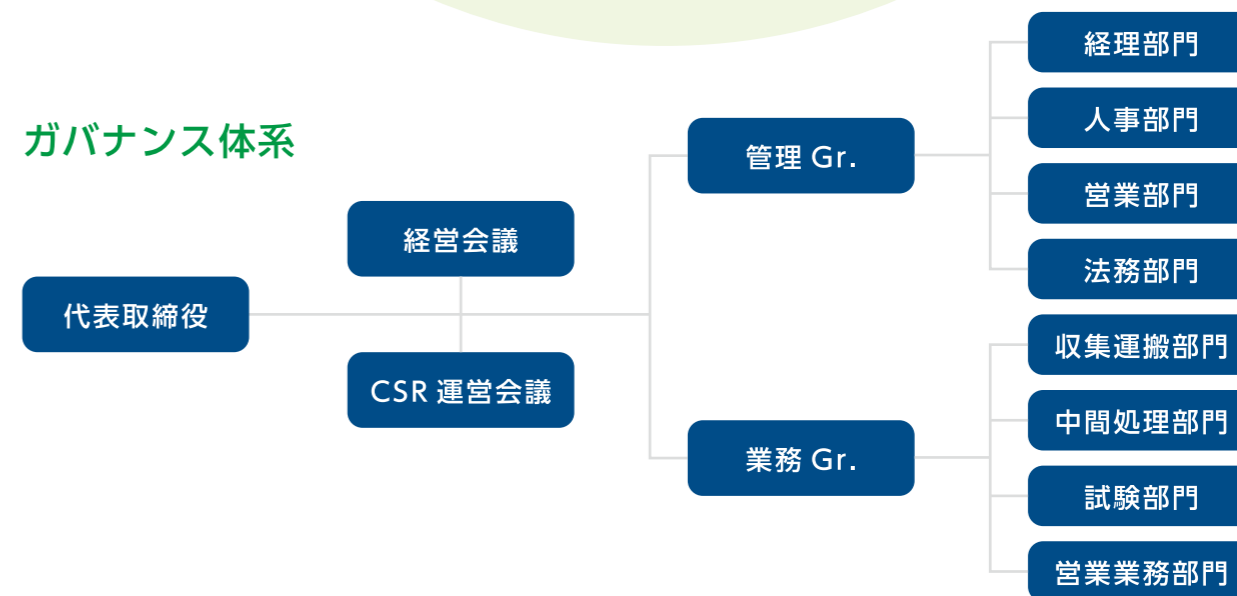 ガバナンス体系
代表取締役
経営会議
CSR 運営会議
管理 Gr.
業務 Gr.
経理部門
人事部門
営業部門
法務部門
収集運搬部門
中間処理部門
試験部門
営業業務部門